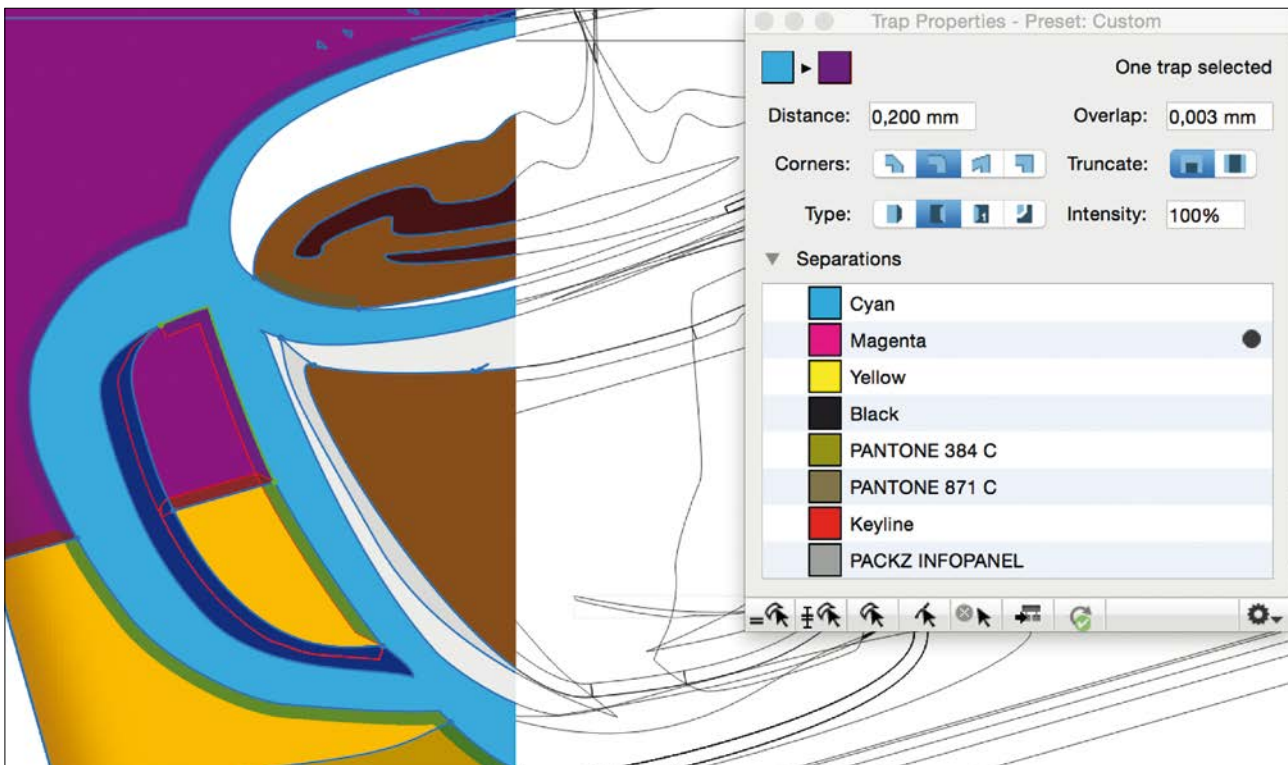 Trap Properties - Preset: Custom
One trap selected
Distance: 0,200 mm Overlap: 0,003 mm
Corners: Truncate:
Type: Intensity: 100%
Separations
Cyan
Magenta
Yellow
Black
PANTONE 384 C
PANTONE 871 C
Keyline
PACKZ INFOPANEL